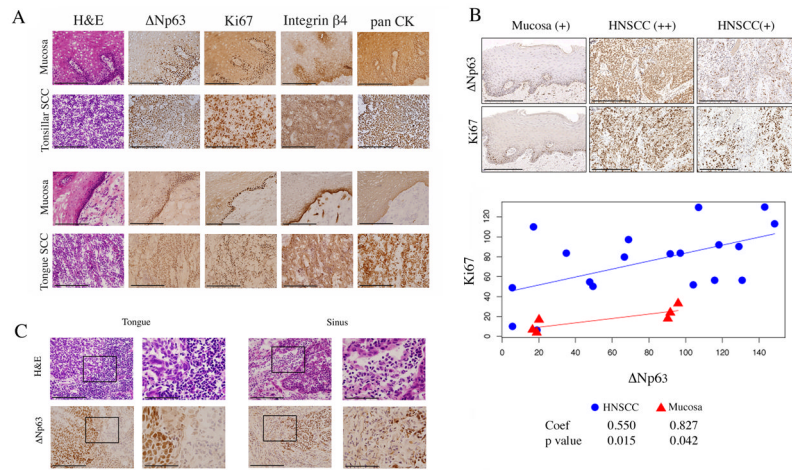 A
H&E ΔNp63 Ki67 Integrin β4 pan CK
Mucosa
Tonsillar SCC
Mucosa
Tongue SCC
B
Mucosa (+) HNSCC (++) HNSCC(+)
ΔNp63
Ki67
Ki67
120
100
80
60
40
20
0
20 40 60 80 100 120 140
ΔNp63
HNSCC Mucosa
Coef 0.550 0.827
p value 0.015 0.042
C
Tongue Sinus
H&E
ΔNp63